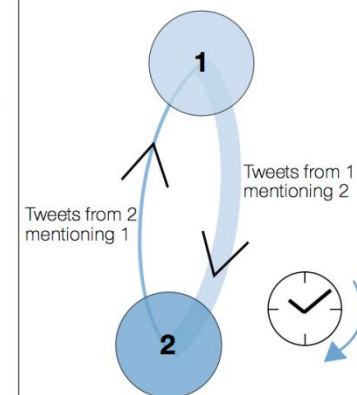 1
Tweets from 1
mentioning 2
Tweets from 2
mentioning 1
2